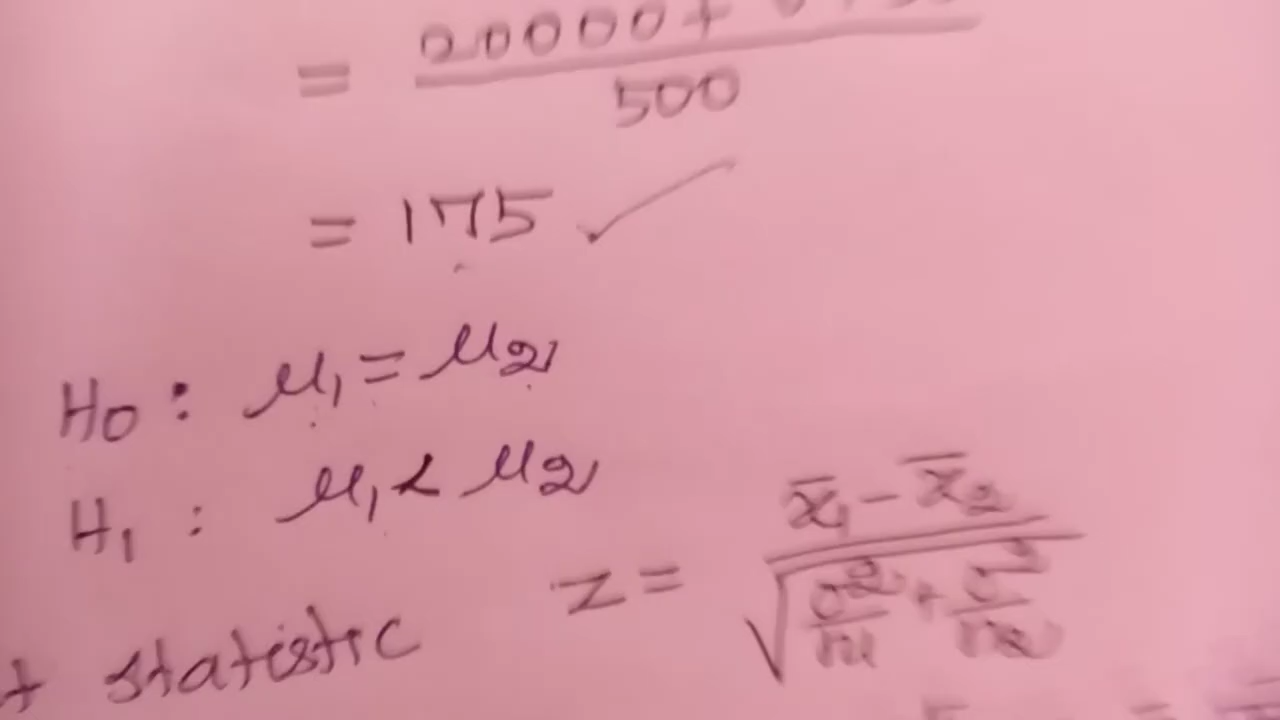 = 20000+ / 500
= 175 ✓
H0 : μ1 = μ2
H1 : μ1 < μ2
statistic z = (x̄1 - x̄2) / √(σ²/n1 + σ²/n2)